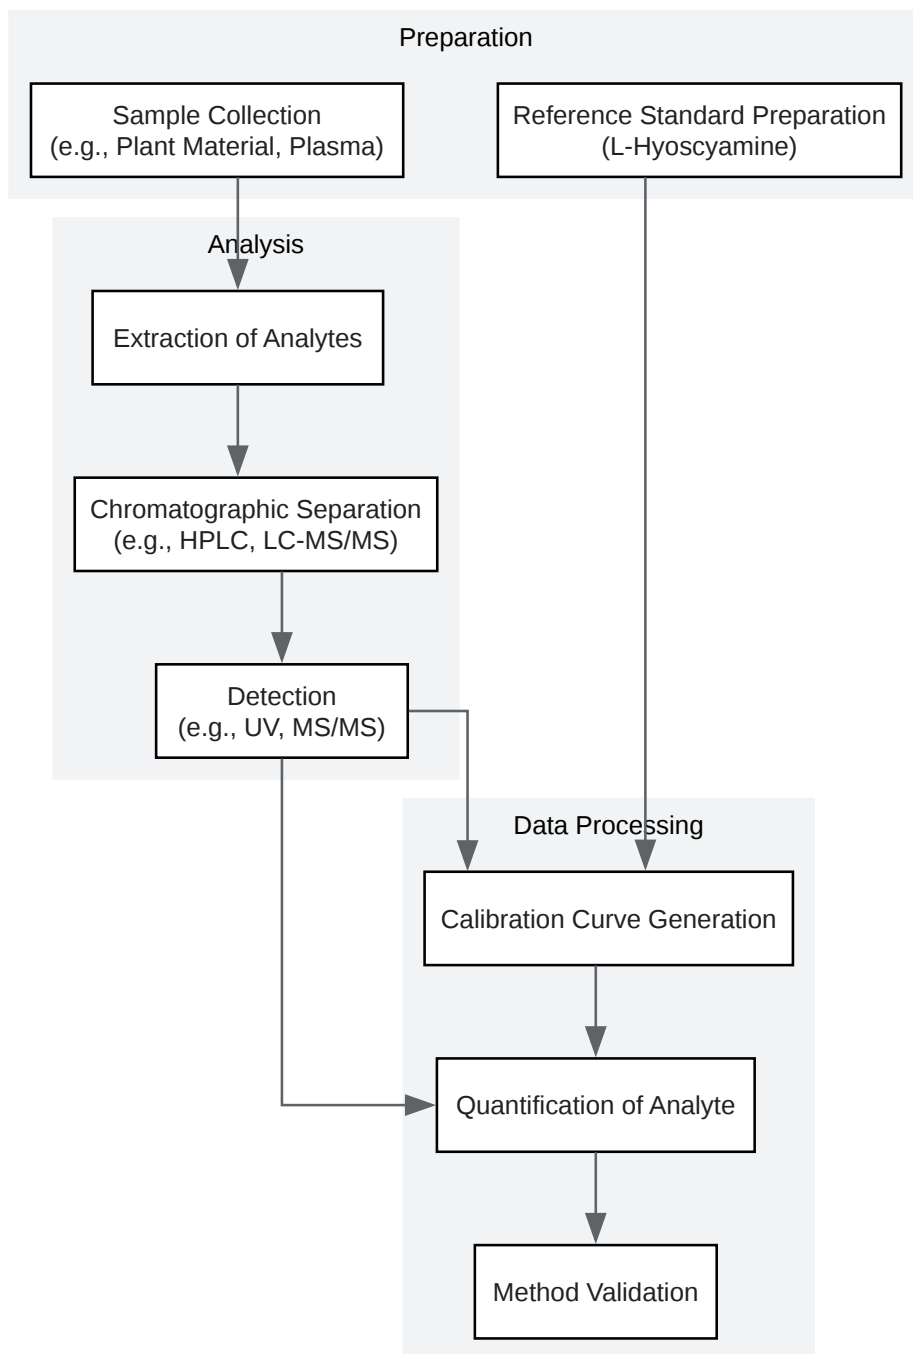 Preparation
Sample Collection
(e.g., Plant Material, Plasma)
Reference Standard Preparation
(L-Hyoscyamine)
Analysis
Extraction of Analytes
Chromatographic Separation
(e.g., HPLC, LC-MS/MS)
Detection
(e.g., UV, MS/MS)
Data Processing
Calibration Curve Generation
Quantification of Analyte
Method Validation